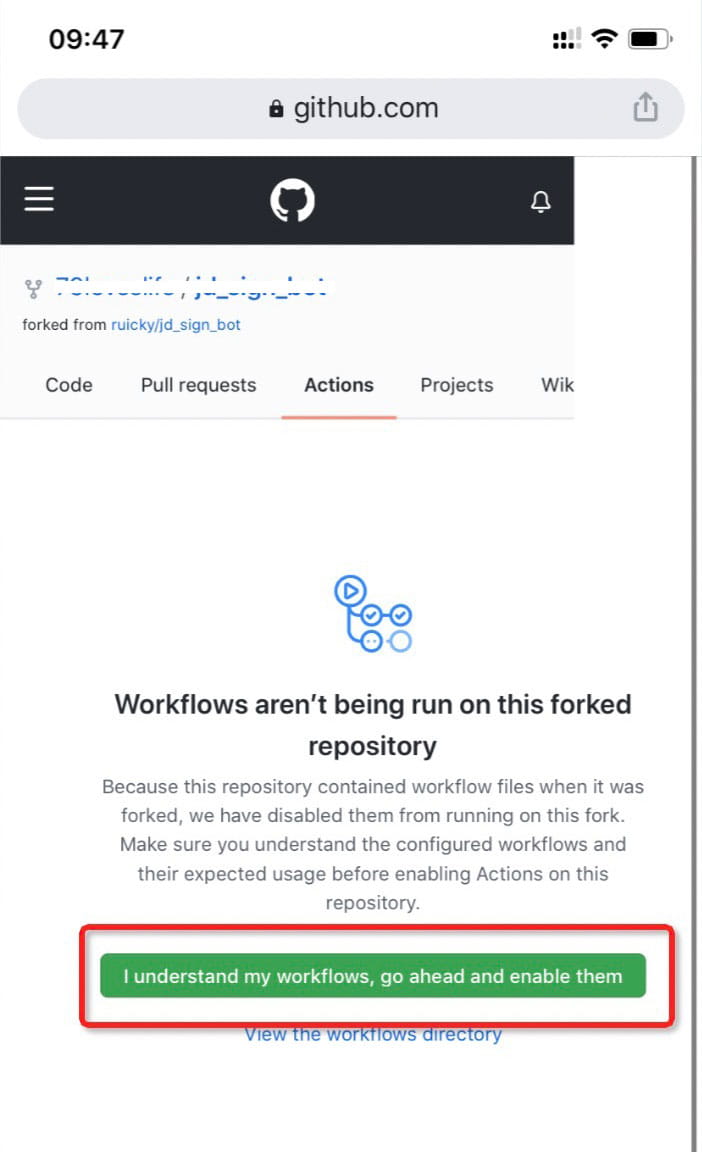 09:47
github.com
forked from ruicky/jd_sign_bot
Code Pull requests Actions Projects Wik
Workflows aren’t being run on this forked
repository
Because this repository contained workflow files when it was
forked, we have disabled them from running on this fork.
Make sure you understand the configured workflows and
their expected usage before enabling Actions on this
repository.
I understand my workflows, go ahead and enable them
View the workflows directory